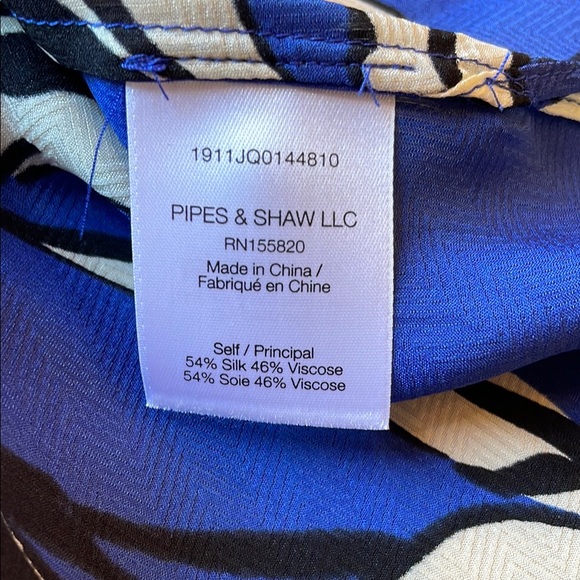 1911JQ0144810
PIPES & SHAW LLC
RN155820
Made in China /
Fabriqué en Chine
Self / Principal
54% Silk 46% Viscose
54% Soie 46% Viscose